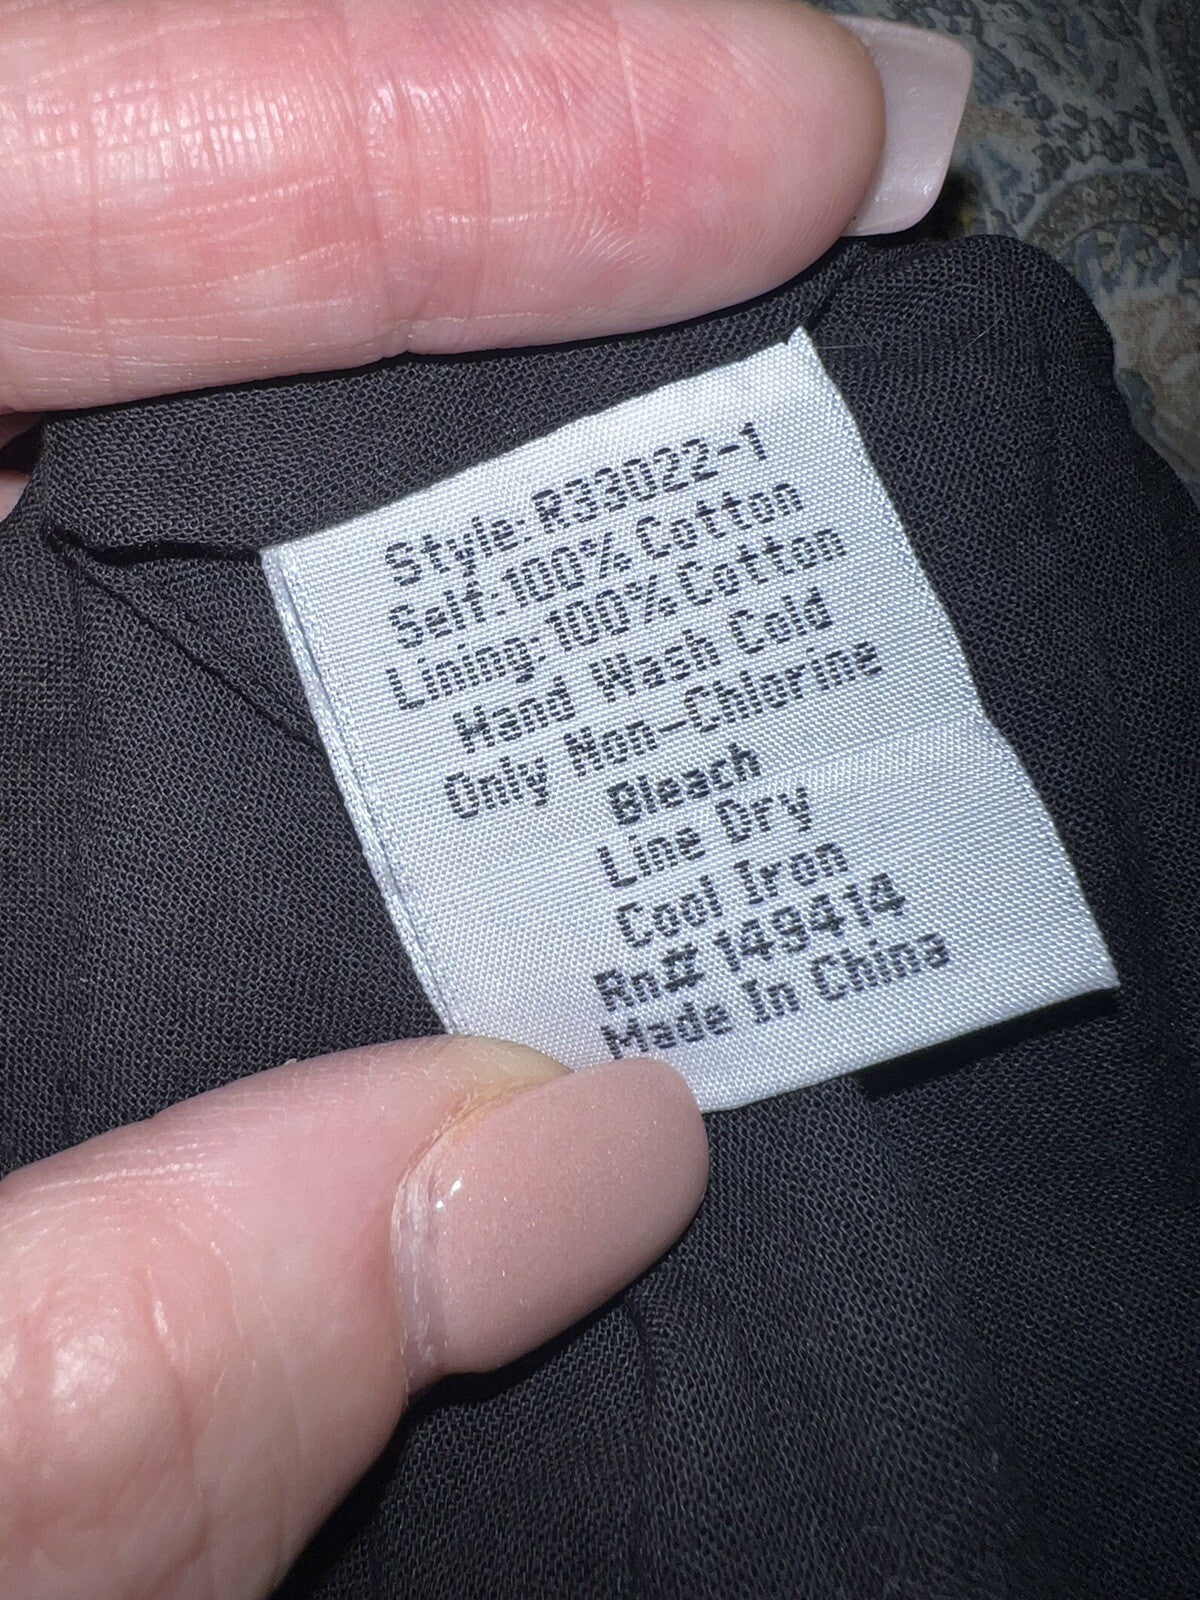 Style: R33022-1
Self:100% Cotton
Lining:100% Cotton
Hand Wash Cold
Only Non-Chlorine
Bleach
Line Dry
Cool Iron
Rn# 149414
Made In China